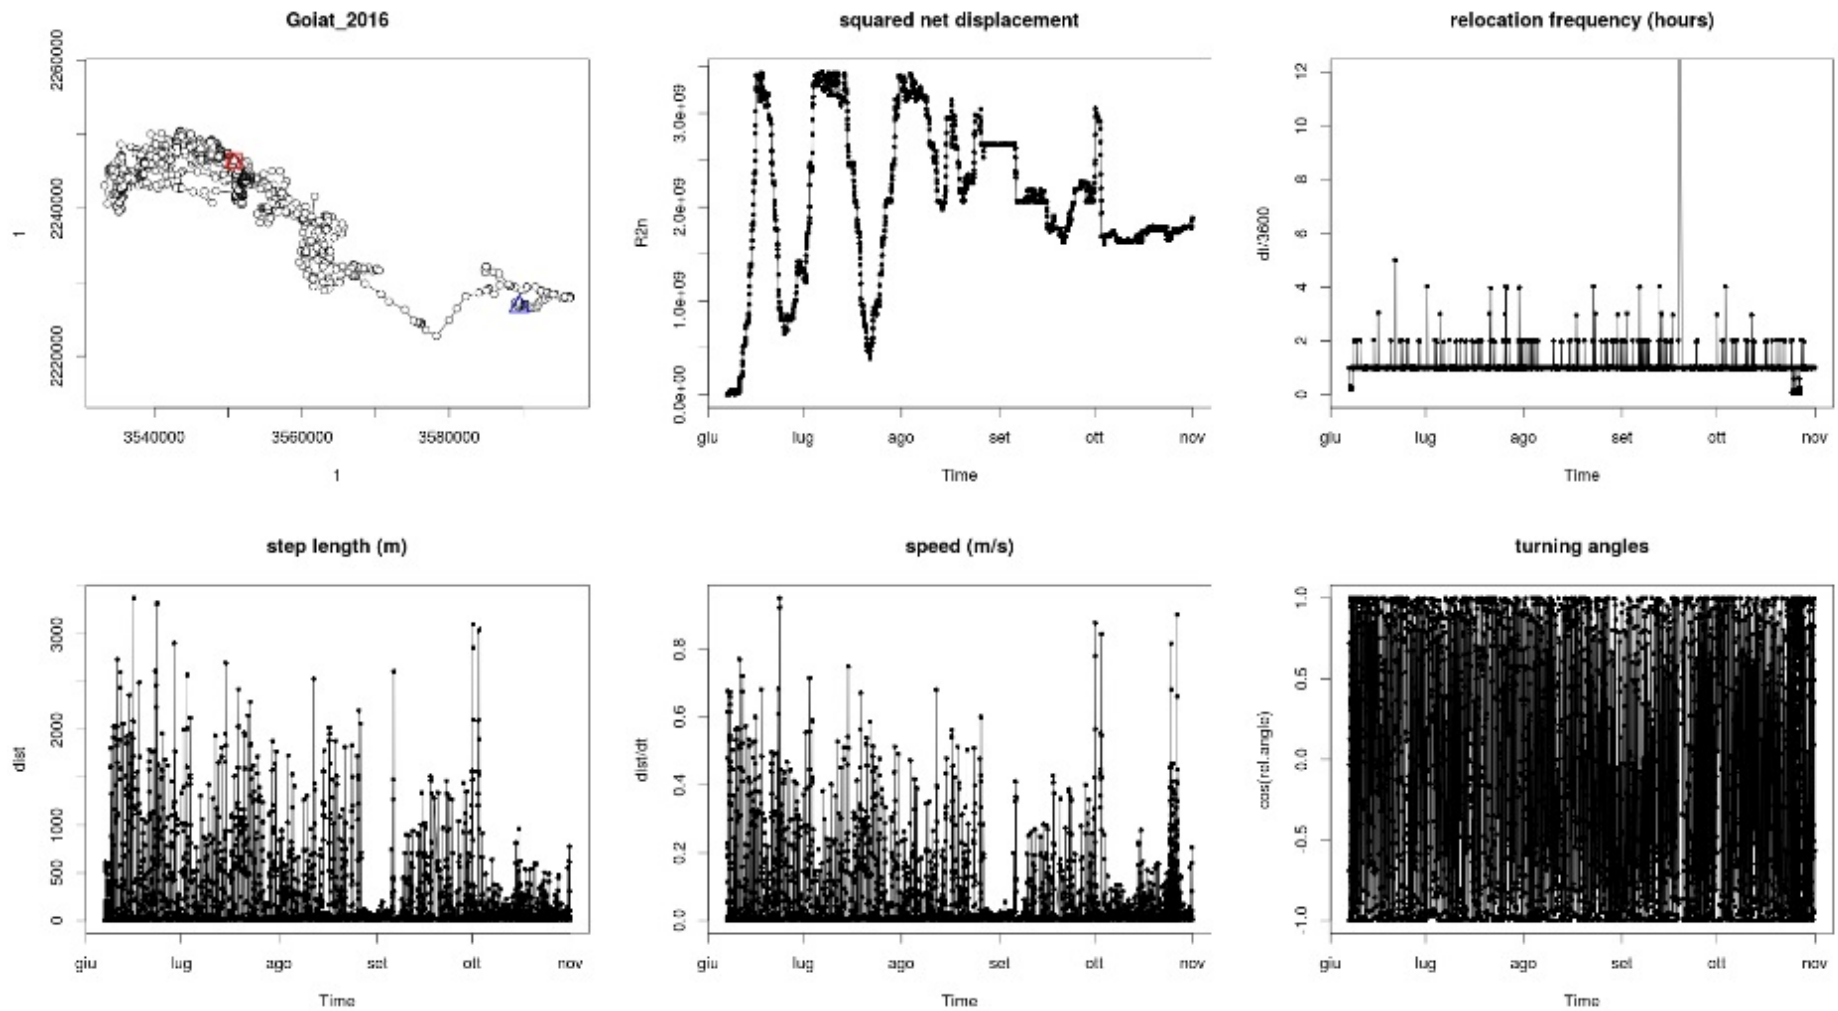 Goiat_2016
squared net displacement
relocation frequency (hours)
2260000
2240000
2220000
1
3540000
3560000
3580000
1
3.0e+09
2.0e+09
1.0e+09
0.0e+00
R2n
giu
lug
ago
set
ott
nov
Time
12
10
8
6
4
2
0
dt/3600
giu
lug
ago
set
ott
nov
Time
step length (m)
speed (m/s)
turning angles
3000
2000
1000
500
0
dist
giu
lug
ago
set
ott
nov
Time
0.8
0.6
0.4
0.2
0.0
dist/dt
giu
lug
ago
set
ott
nov
Time
1.0
0.5
0.0
-0.5
-1.0
cos(rel.angle)
giu
lug
ago
set
ott
nov
Time